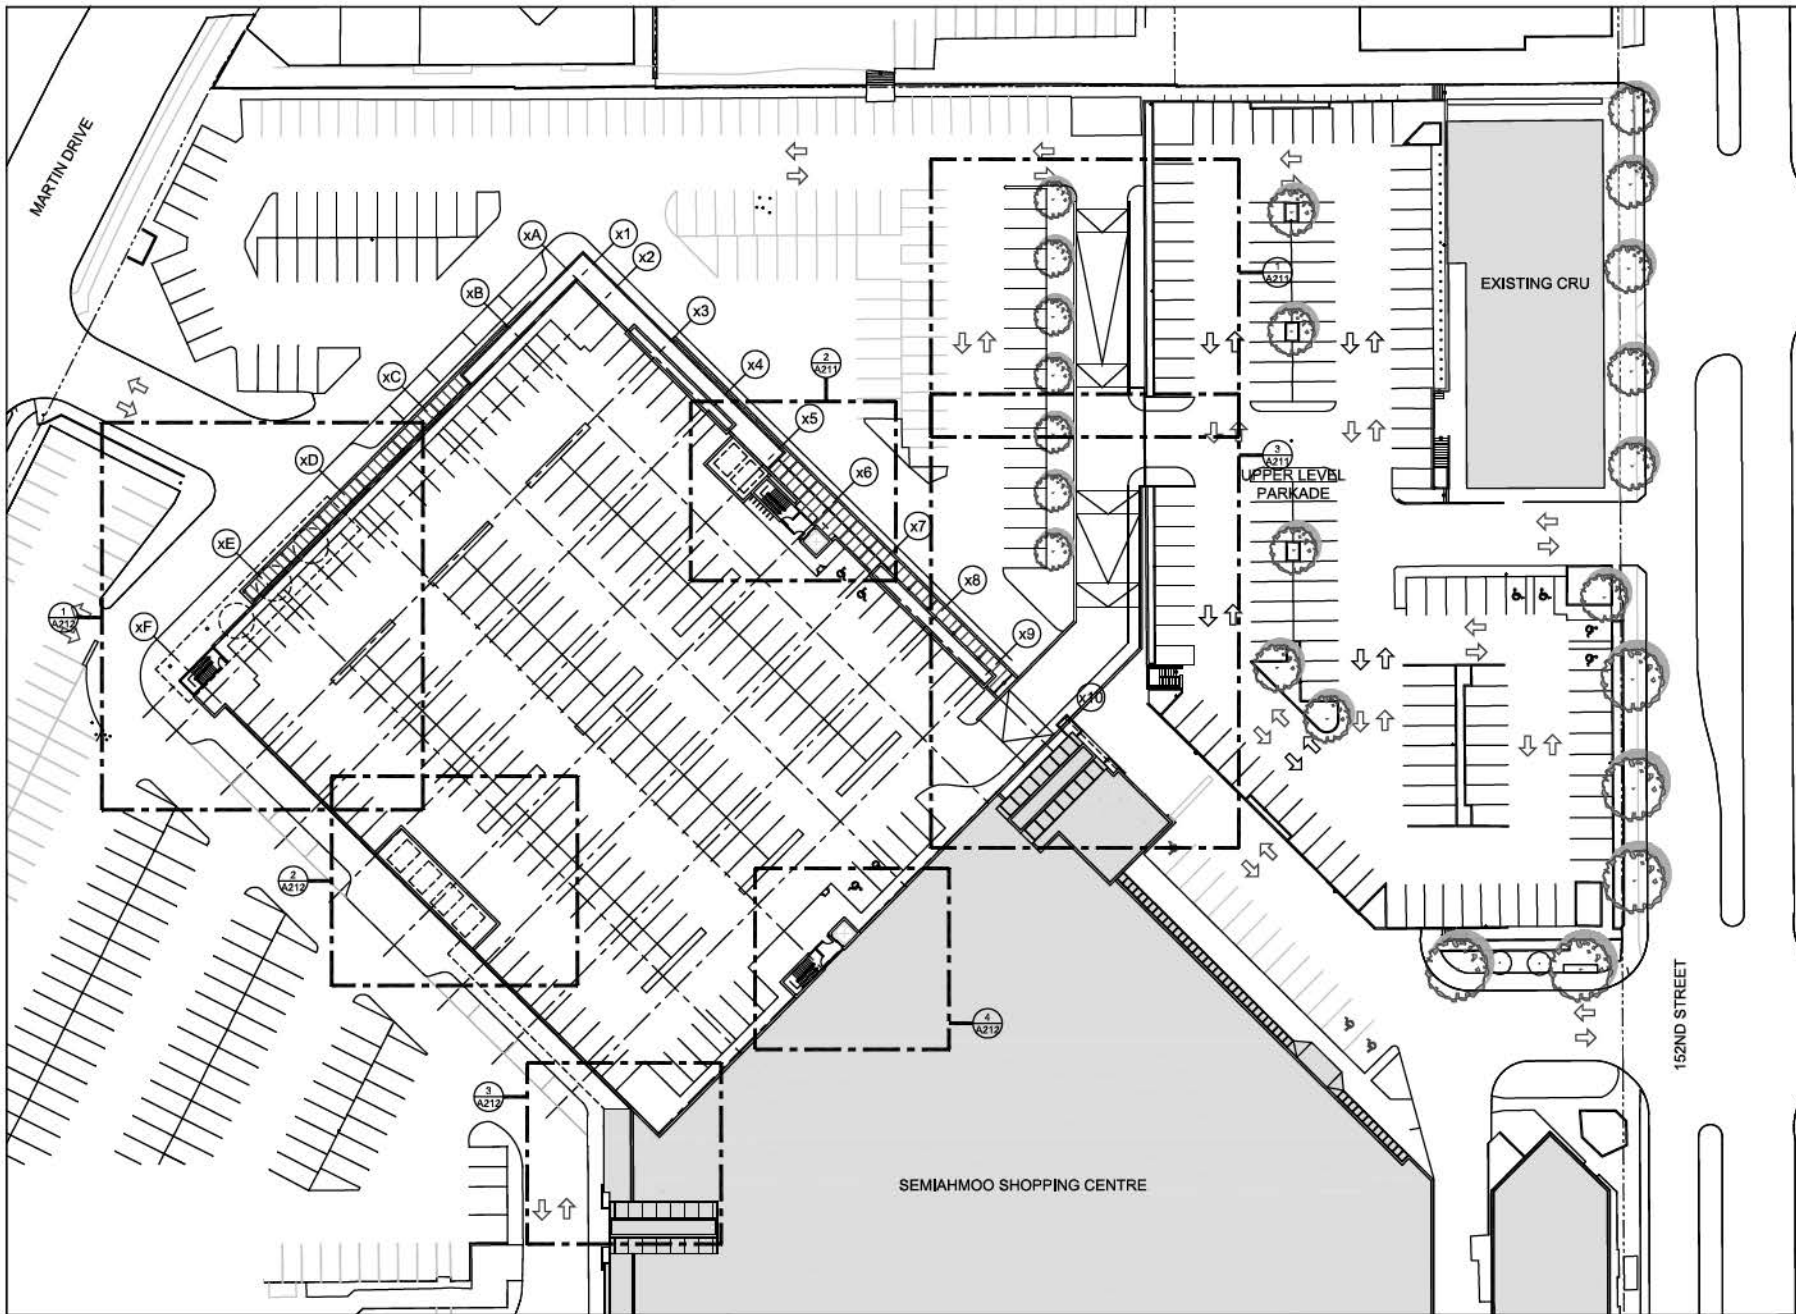 MARTIN DRIVE
xA
x1
x2
xB
x3
1
A211
EXISTING CRU
xC
x4
2
A211
x5
xD
x6
3
A211
UPPER LEVEL
PARKADE
xE
x7
x8
1
A212
xF
x9
x10
2
A212
4
A212
3
A212
152ND STREET
SEMIAHMOO SHOPPING CENTRE